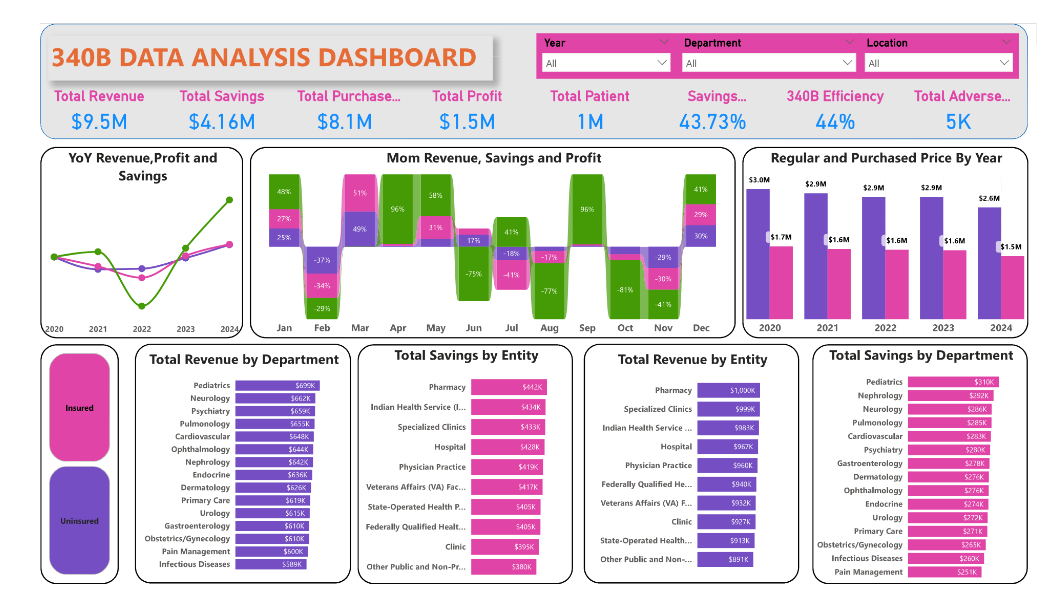 340B DATA ANALYSIS DASHBOARD
Year
Department
Location
All
All
All
Total Revenue
Total Savings
Total Purchase...
Total Profit
Total Patient
Savings...
340B Efficiency
Total Adverse...
$9.5M
$4.16M
$8.1M
$1.5M
1M
43.73%
44%
5K
YoY Revenue,Profit and
Savings
2020 2021 2022 2023 2024
Mom Revenue, Savings and Profit
48%
27%
25%
-37%
-34%
-29%
51%
49%
96%
58%
31%
17%
-75%
41%
-18%
-41%
-17%
-77%
96%
-81%
29%
-30%
-41%
41%
29%
30%
Jan Feb Mar Apr May Jun Jul Aug Sep Oct Nov Dec
Regular and Purchased Price By Year
$3.0M
$1.7M
$2.9M
$1.6M
$2.9M
$1.6M
$2.9M
$1.6M
$2.6M
$1.5M
2020 2021 2022 2023 2024
Insured
Uninsured
Total Revenue by Department
Pediatrics $699K
Neurology $662K
Psychiatry $659K
Pulmonology $655K
Cardiovascular $648K
Ophthalmology $644K
Nephrology $642K
Endocrine $636K
Dermatology $626K
Primary Care $619K
Urology $615K
Gastroenterology $610K
Obstetrics/Gynecology $610K
Pain Management $600K
Infectious Diseases $589K
Total Savings by Entity
Pharmacy $442K
Indian Health Service (I... $434K
Specialized Clinics $433K
Hospital $428K
Physician Practice $419K
Veterans Affairs (VA) Fac... $417K
State-Operated Health P... $405K
Federally Qualified Healt... $405K
Clinic $395K
Other Public and Non-Pr... $380K
Total Revenue by Entity
Pharmacy $1,000K
Specialized Clinics $999K
Indian Health Service ... $983K
Hospital $967K
Physician Practice $960K
Federally Qualified He... $940K
Veterans Affairs (VA) F... $932K
Clinic $927K
State-Operated Health... $913K
Other Public and Non-... $891K
Total Savings by Department
Pediatrics $310K
Nephrology $292K
Neurology $286K
Pulmonology $285K
Cardiovascular $283K
Psychiatry $280K
Gastroenterology $278K
Dermatology $276K
Ophthalmology $276K
Endocrine $274K
Urology $272K
Primary Care $271K
Obstetrics/Gynecology $265K
Infectious Diseases $260K
Pain Management $251K